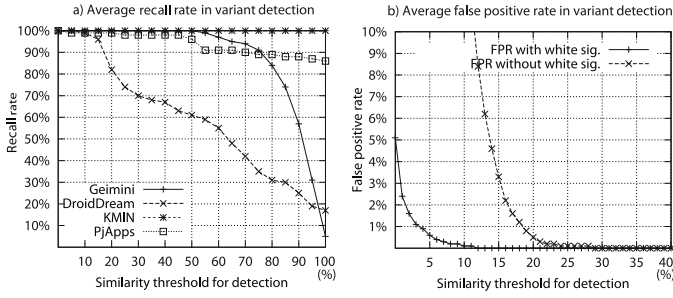 a) Average recall rate in variant detection
100%
90%
80%
70%
60%
50%
40%
30%
20%
10%
Recall rate
Geimini
DroidDream
KMIN
PjApps
10 20 30 40 50 60 70 80 90 100
(%)
Similarity threshold for detection
b) Average false positive rate in variant detection
10%
9%
8%
7%
6%
5%
4%
3%
2%
1%
False positive rate
FPR with white sig.
FPR without white sig.
5 10 15 20 25 30 35 40
(%)
Similarity threshold for detection